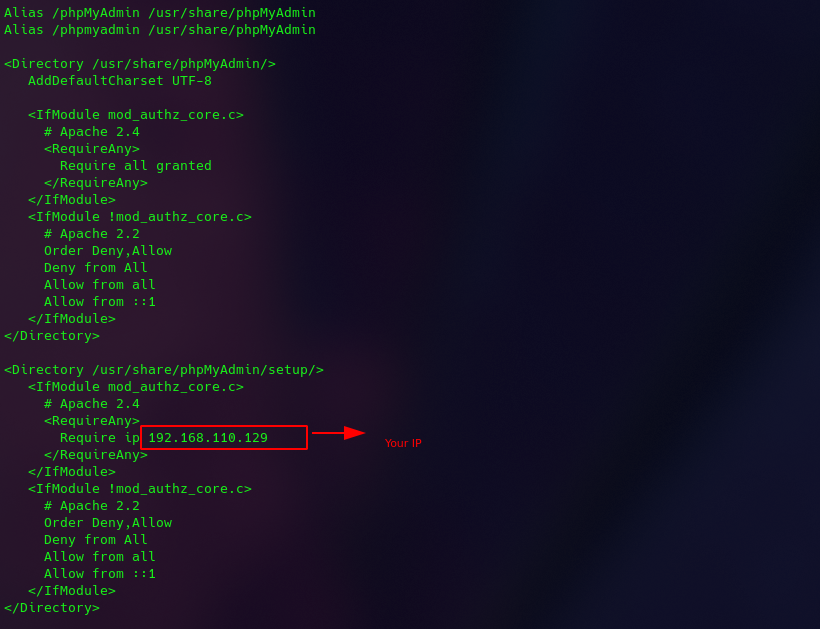 Alias /phpMyAdmin /usr/share/phpMyAdmin
Alias /phpmyadmin /usr/share/phpMyAdmin

<Directory /usr/share/phpMyAdmin/>
   AddDefaultCharset UTF-8

   <IfModule mod_authz_core.c>
     # Apache 2.4
     <RequireAny>
       Require all granted
     </RequireAny>
   </IfModule>
   <IfModule !mod_authz_core.c>
     # Apache 2.2
     Order Deny,Allow
     Deny from All
     Allow from all
     Allow from ::1
   </IfModule>
</Directory>

<Directory /usr/share/phpMyAdmin/setup/>
   <IfModule mod_authz_core.c>
     # Apache 2.4
     <RequireAny>
       Require ip 192.168.110.129
Your IP
     </RequireAny>
   </IfModule>
   <IfModule !mod_authz_core.c>
     # Apache 2.2
     Order Deny,Allow
     Deny from All
     Allow from all
     Allow from ::1
   </IfModule>
</Directory>